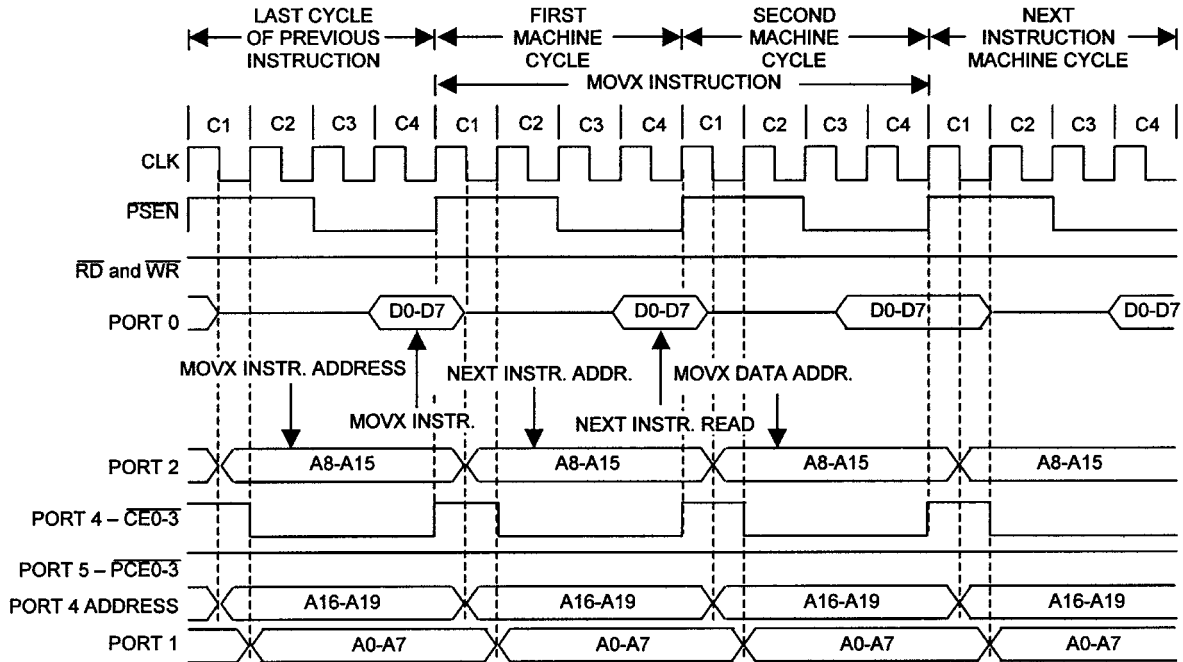 LAST CYCLE OF PREVIOUS INSTRUCTION
FIRST MACHINE CYCLE
SECOND MACHINE CYCLE
NEXT INSTRUCTION MACHINE CYCLE
MOVX INSTRUCTION
C1 C2 C3 C4 C1 C2 C3 C4 C1 C2 C3 C4 C1 C2 C3 C4
CLK
PSEN
RD and WR
PORT 0 D0-D7 D0-D7 D0-D7 D0-D7
MOVX INSTR. ADDRESS NEXT INSTR. ADDR. MOVX DATA ADDR.
MOVX INSTR. NEXT INSTR. READ
PORT 2 A8-A15 A8-A15 A8-A15 A8-A15
PORT 4 – CE0-3
PORT 5 – PCE0-3
PORT 4 ADDRESS A16-A19 A16-A19 A16-A19 A16-A19
PORT 1 A0-A7 A0-A7 A0-A7 A0-A7